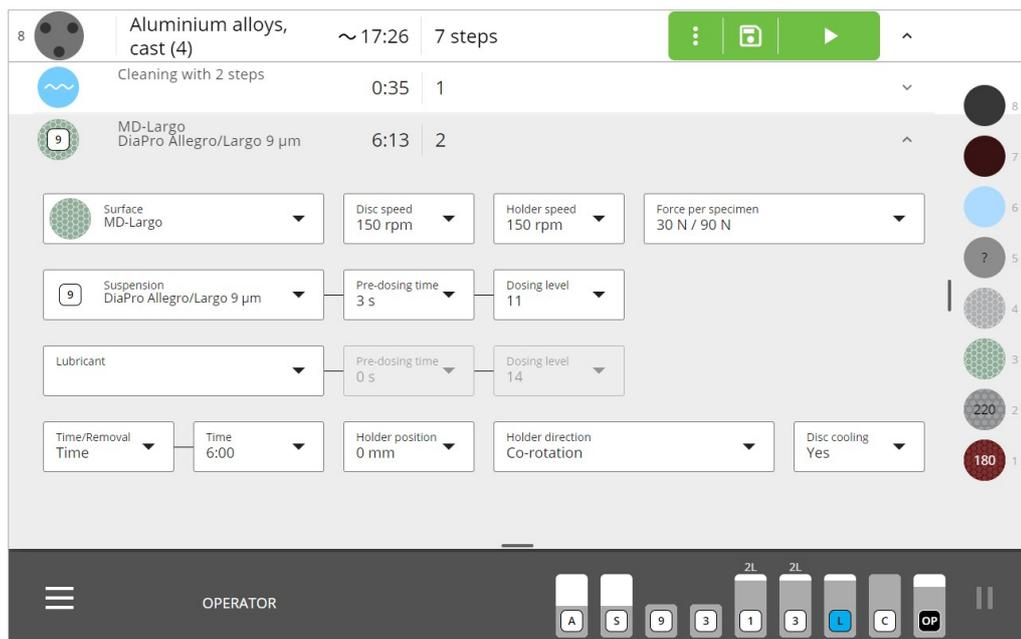 8
Aluminium alloys,
cast (4)
~ 17:26
7 steps
Cleaning with 2 steps
0:35
1
MD-Largo
9
DiaPro Allegro/Largo 9 µm
6:13
2
Surface
MD-Largo
Disc speed
150 rpm
Holder speed
150 rpm
Force per specimen
30 N / 90 N
9
Suspension
DiaPro Allegro/Largo 9 µm
Pre-dosing time
3 s
Dosing level
11
Lubricant
Pre-dosing time
0 s
Dosing level
14
Time/Removal
Time
Time
6:00
Holder position
0 mm
Holder direction
Co-rotation
Disc cooling
Yes
8
7
6
? 5
4
3
220 2
180 1
OPERATOR
2L 2L
A S 9 3 1 3 L C OP